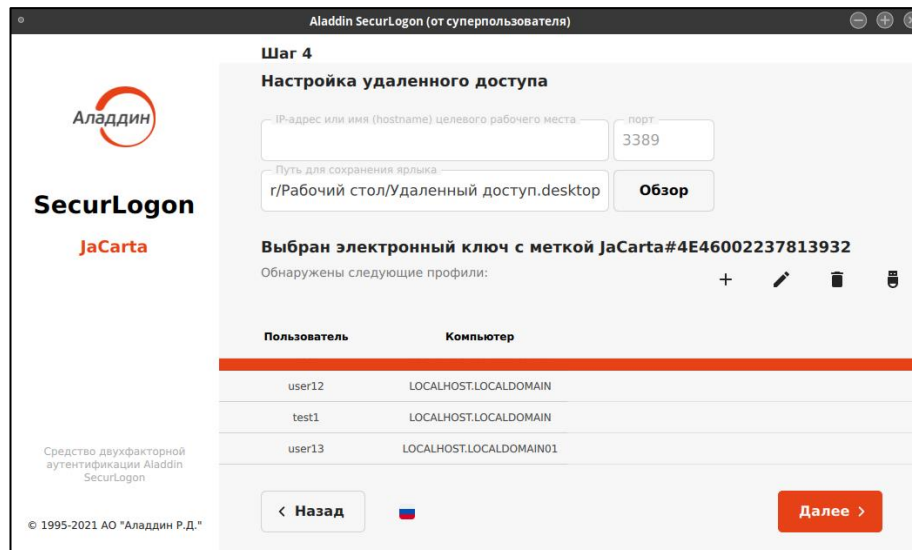 Aladdin SecurLogon (от суперпользователя)
Шаг 4
Настройка удаленного доступа
IP-адрес или имя (hostname) целевого рабочего места
порт
3389
Путь для сохранения ярлыка
r/Рабочий стол/Удаленный доступ.desktop
Обзор
Аладдин
SecurLogon
JaCarta
Выбран электронный ключ с меткой JaCarta#4E46002237813932
Обнаружены следующие профили:
Пользователь Компьютер
user12 LOCALHOST.LOCALDOMAIN
test1 LOCALHOST.LOCALDOMAIN
user13 LOCALHOST.LOCALDOMAIN01
Средство двухфакторной
аутентификации Aladdin
SecurLogon
© 1995-2021 АО "Аладдин Р.Д."
Назад
Далее